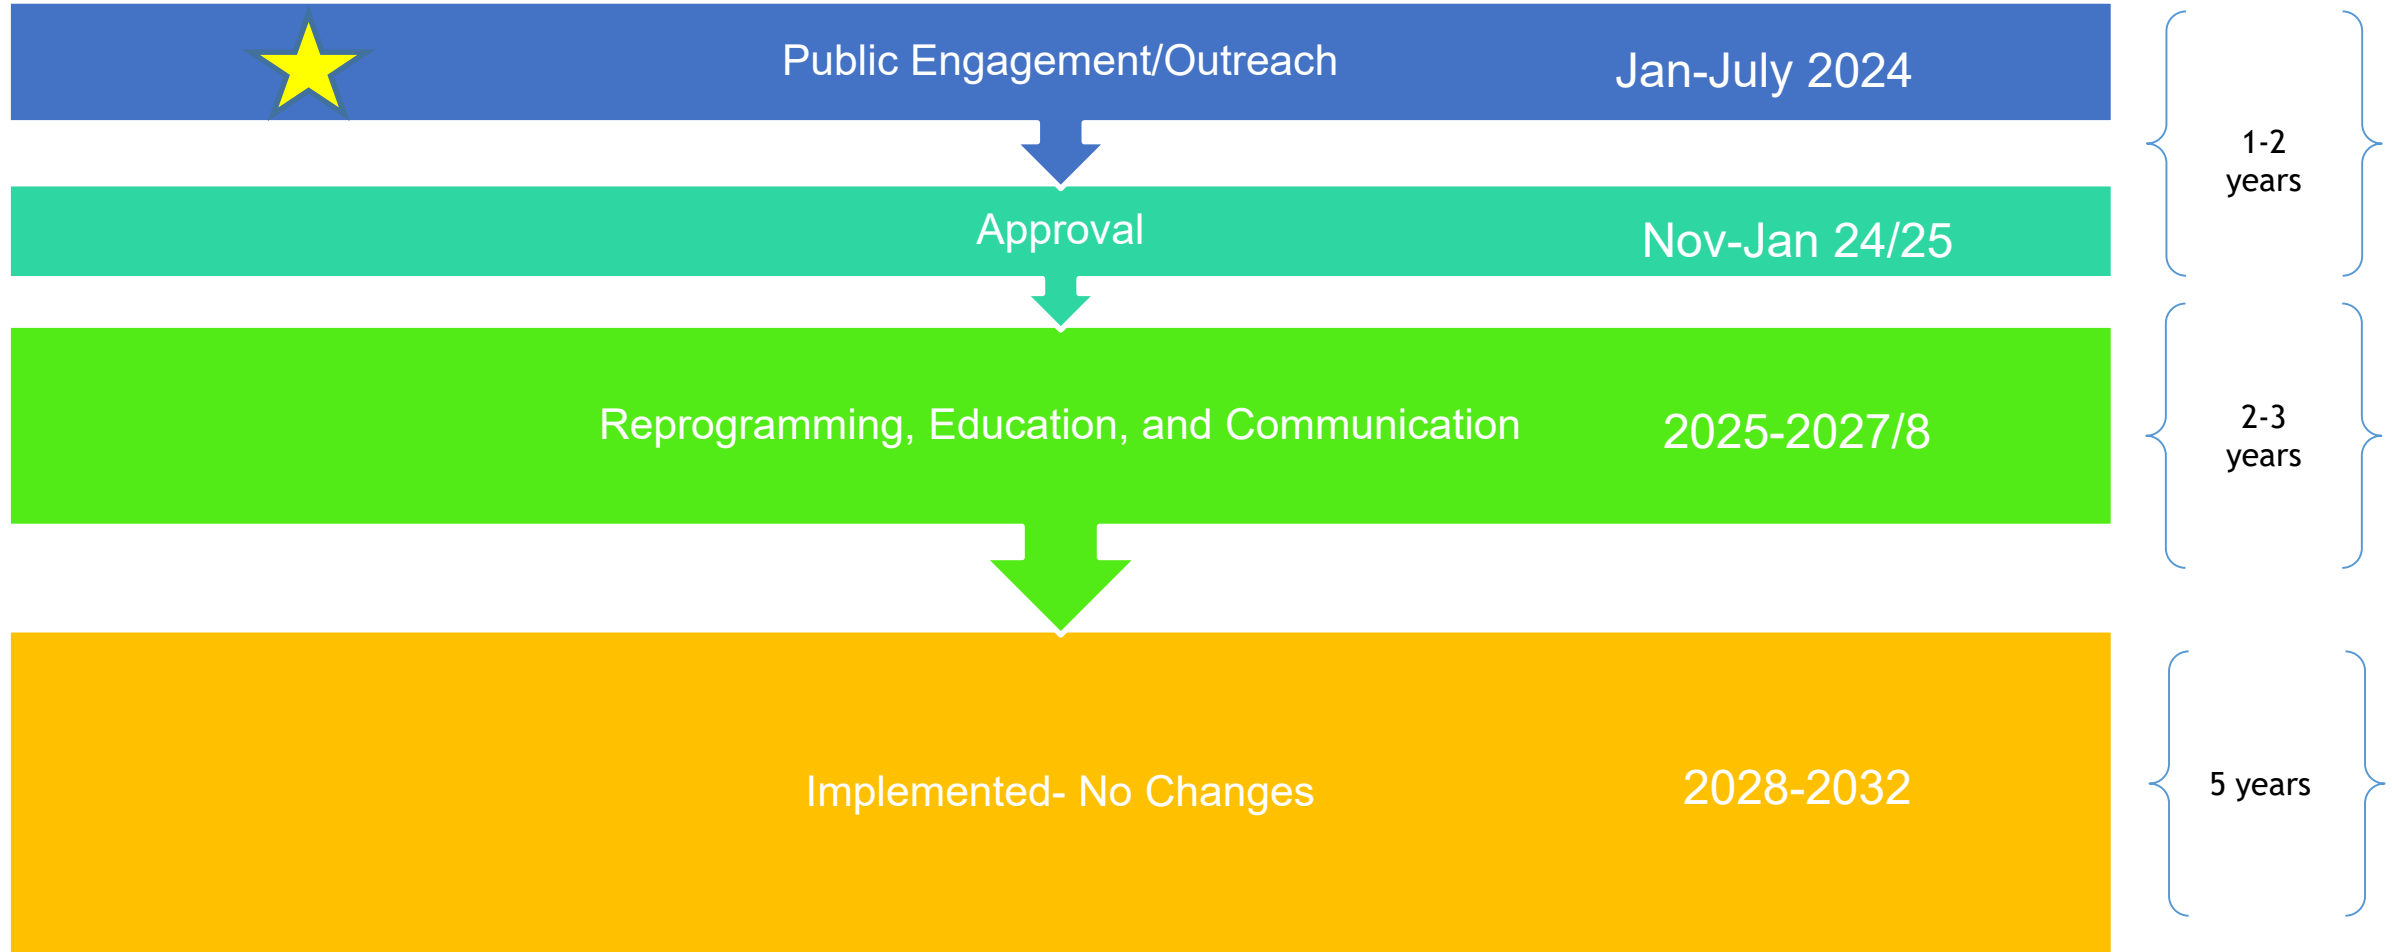 Public Engagement/Outreach
Jan-July 2024
1-2
years
Approval
Nov-Jan 24/25
Reprogramming, Education, and Communication
2025-2027/8
2-3
years
Implemented- No Changes
2028-2032
5 years